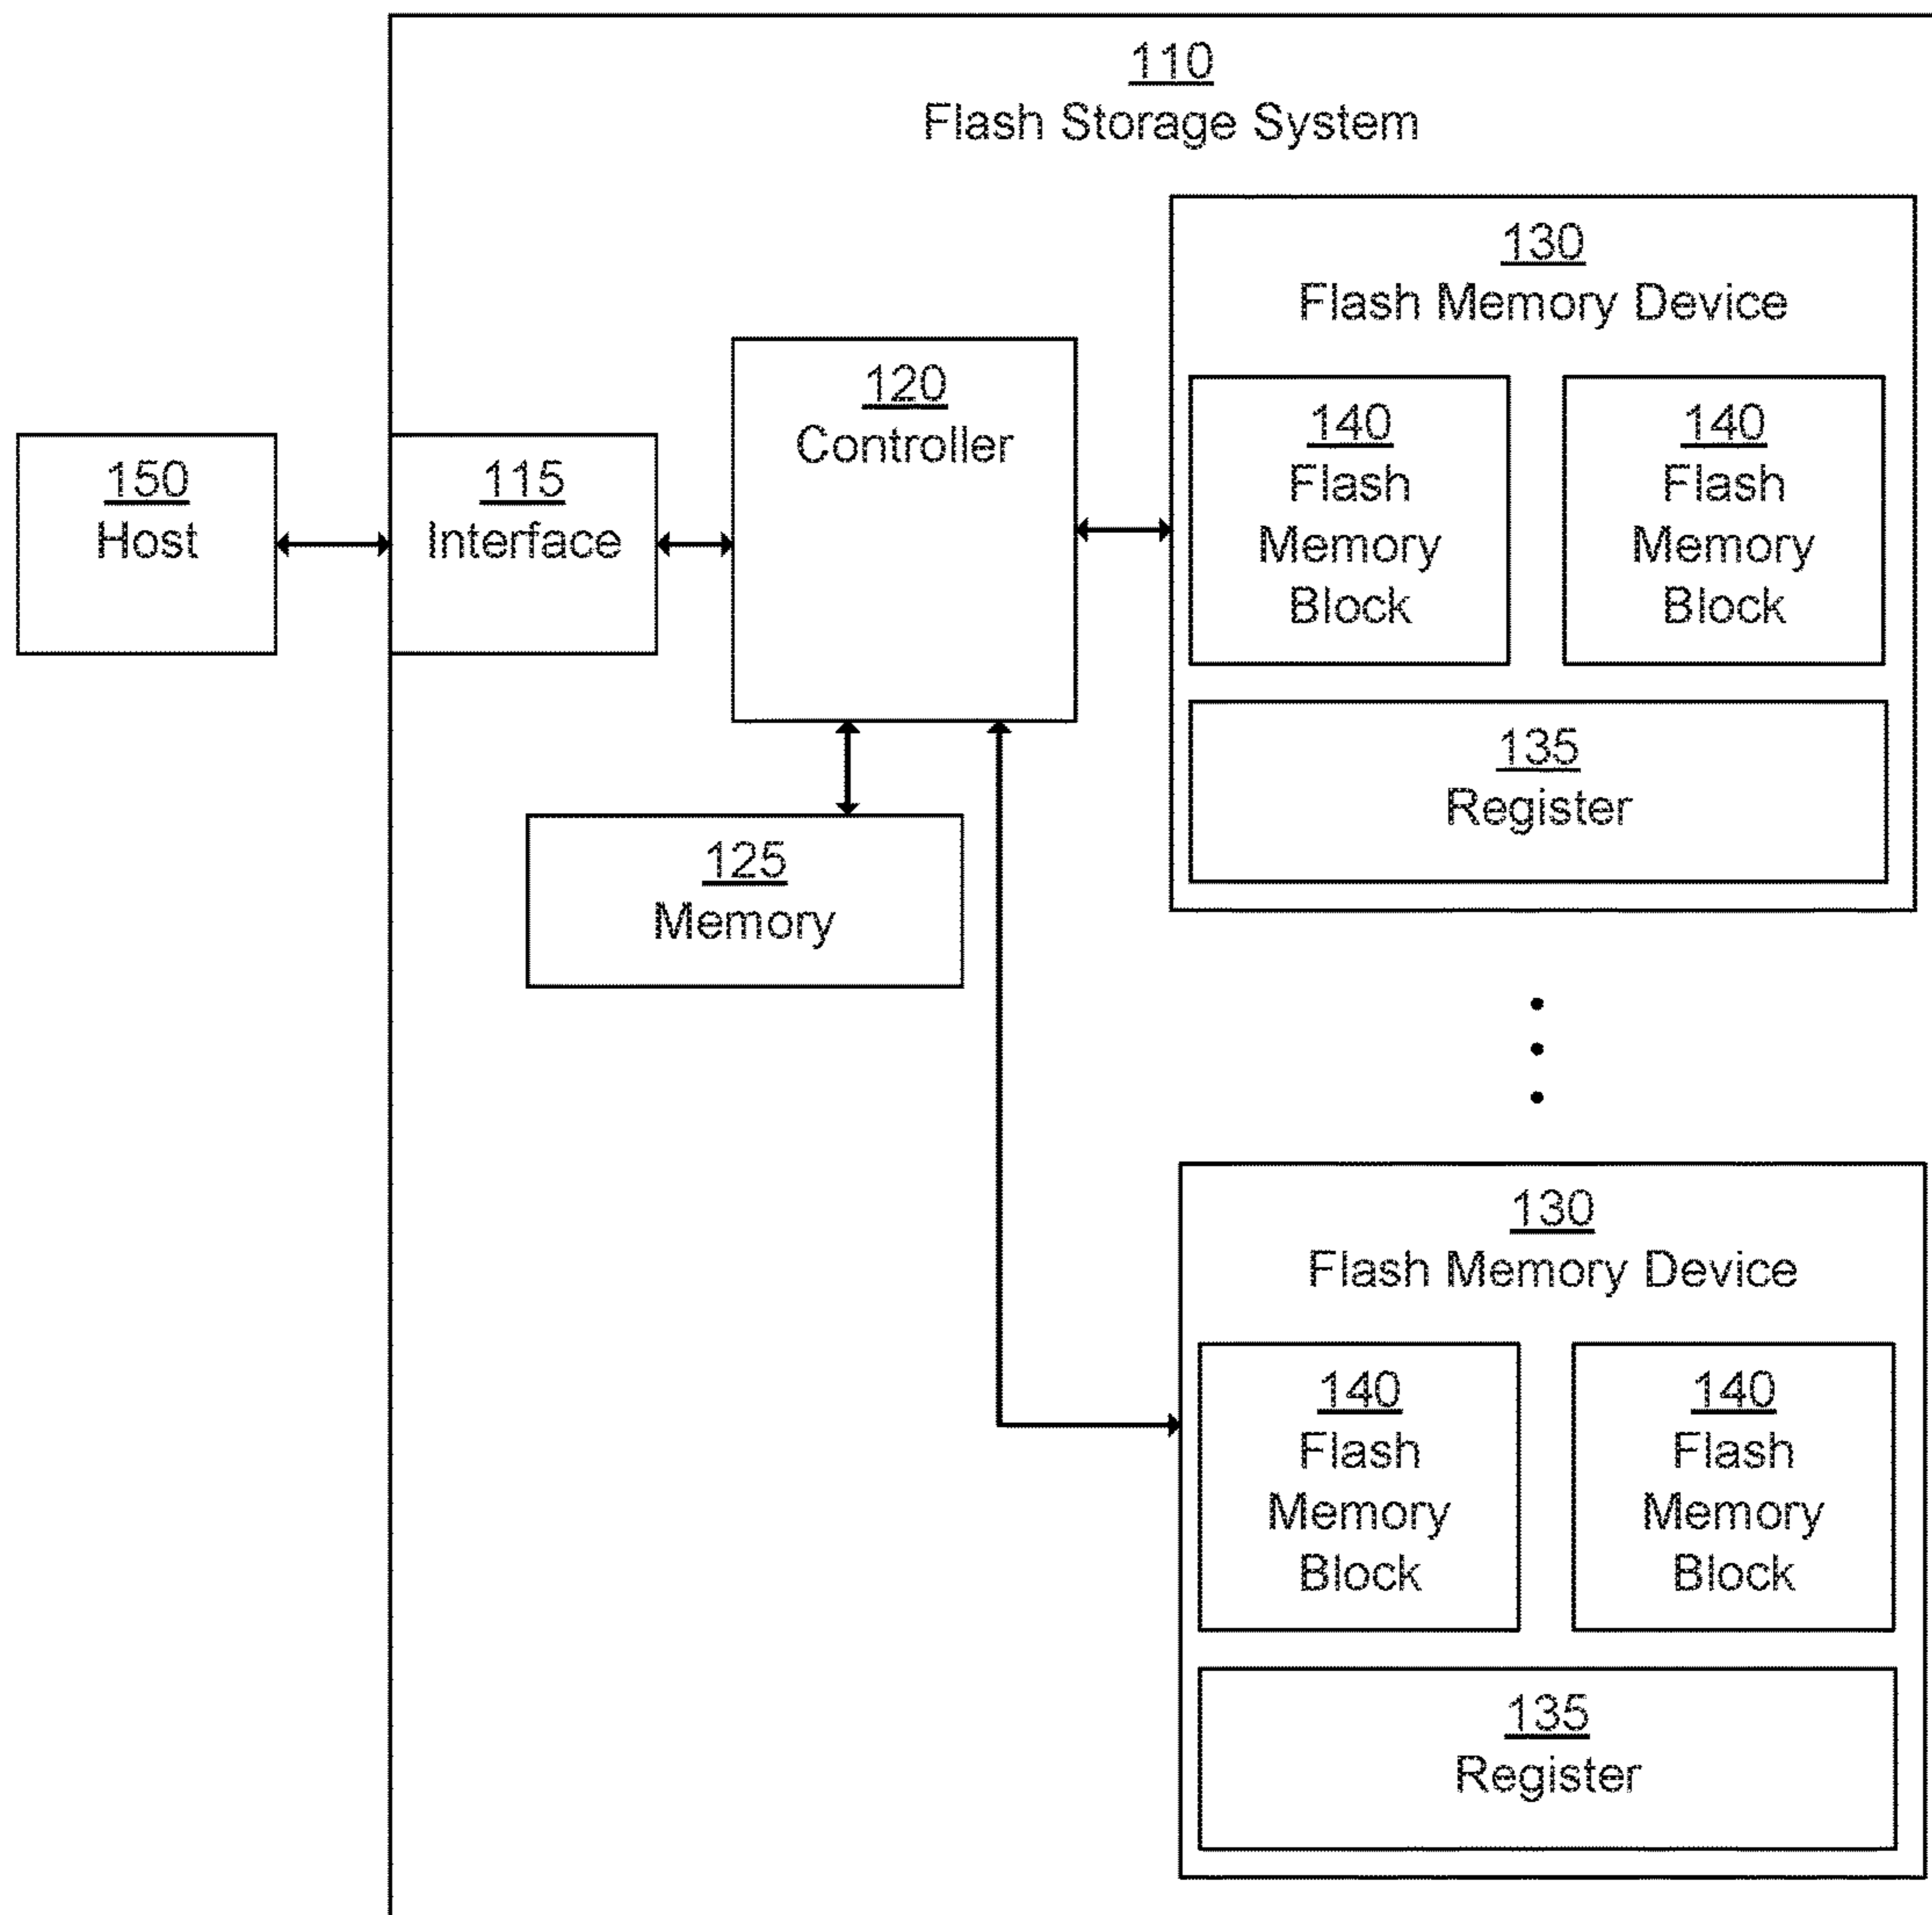 110
Flash Storage System
130
Flash Memory Device
120
Controller
140
Flash
Memory
Block
140
Flash
Memory
Block
150
Host
115
Interface
135
Register
125
Memory
130
Flash Memory Device
140
Flash
Memory
Block
140
Flash
Memory
Block
135
Register